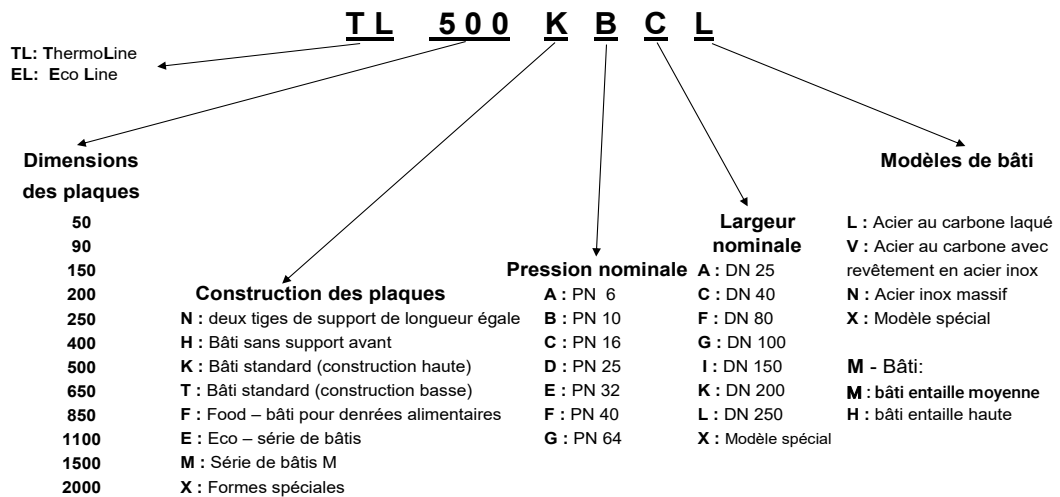 TL 500 K B C L
TL: ThermoLine
EL: Eco Line
Dimensions
des plaques
50
90
150
200
250
400
500
650
850
1100
1500
2000
Construction des plaques
N : deux tiges de support de longueur égale
H : Bâti sans support avant
K : Bâti standard (construction haute)
T : Bâti standard (construction basse)
F : Food – bâti pour denrées alimentaires
E : Eco – série de bâtis
M : Série de bâtis M
X : Formes spéciales
Pression nominale
A : PN 6
B : PN 10
C : PN 16
D : PN 25
E : PN 32
F : PN 40
G : PN 64
Largeur
nominale
A : DN 25
C : DN 40
F : DN 80
G : DN 100
I : DN 150
K : DN 200
L : DN 250
X : Modèle spécial
Modèles de bâti
L : Acier au carbone laqué
V : Acier au carbone avec
revêtement en acier inox
N : Acier inox massif
X : Modèle spécial
M - Bâti:
M : bâti entaille moyenne
H : bâti entaille haute